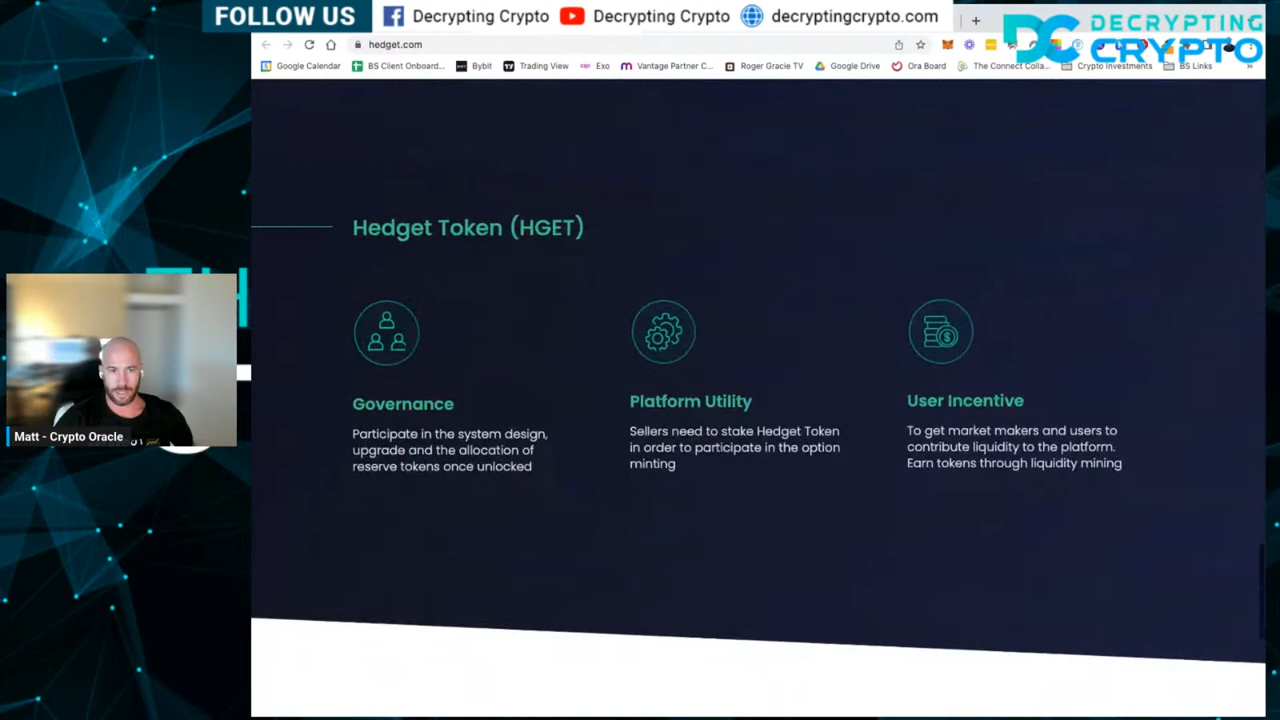 FOLLOW US Decrypting Crypto Decrypting Crypto decryptingcrypto.com
DC DECRYPTING
CRYPTO
hedget.com
Google Calendar BS Client Onboard... Bybit Trading View exp Exo Vantage Partner C... Roger Gracie TV Google Drive Ora Board The Connect Colla... Crypto Investments BS Links
Hedget Token (HGET)
Governance
Participate in the system design,
upgrade and the allocation of
reserve tokens once unlocked
Platform Utility
Sellers need to stake Hedget Token
in order to participate in the option
minting
User Incentive
To get market makers and users to
contribute liquidity to the platform.
Earn tokens through liquidity mining
TH
Matt - Crypto Oracle